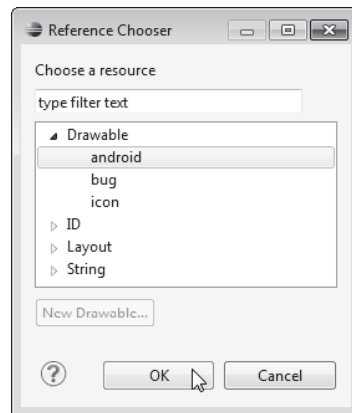 Reference Chooser
Choose a resource
type filter text
Drawable
android
bug
icon
ID
Layout
String
New Drawable...
?
OK
Cancel